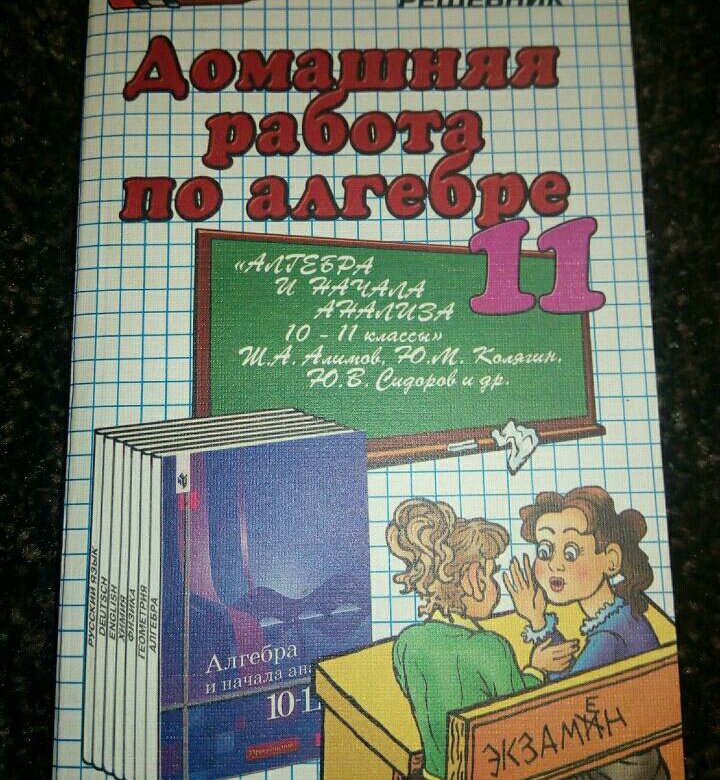 РЕШЕБНИК
Домашняя
работа
по алгебре
11
«АЛГЕБРА
И НАЧАЛА
АНАЛИЗА
10 - 11 классы»
Ш.А. Алимов, Ю.М. Колягин,
Ю.В. Сидоров и др.
РУССКИЙ ЯЗЫК
DEUTSCH
ENGLISH
ХИМИЯ
ФИЗИКА
ГЕОМЕТРИЯ
АЛГЕБРА
Алгебра
и начала ана
10-1
ЭКЗАМЕН